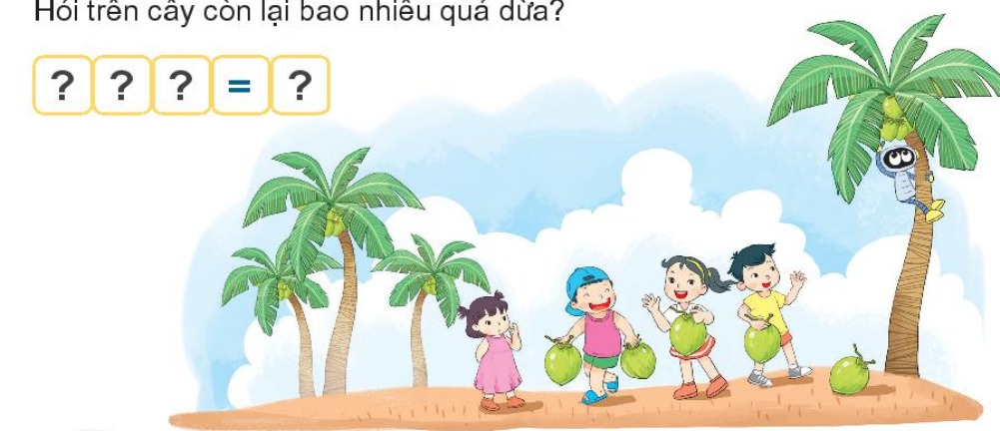 Hỏi trên cây còn lại bao nhiêu quả dừa?
? ? ? = ?